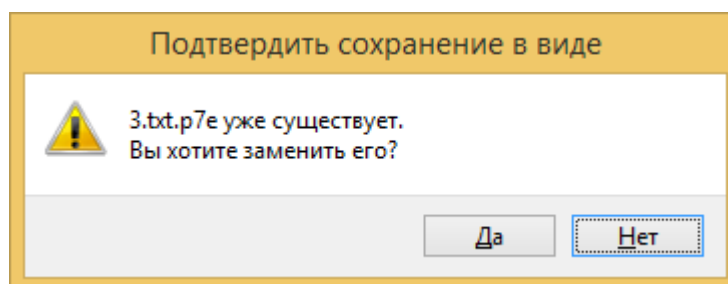 Подтвердить сохранение в виде
3.txt.p7e уже существует.
Вы хотите заменить его?
Да
Нет